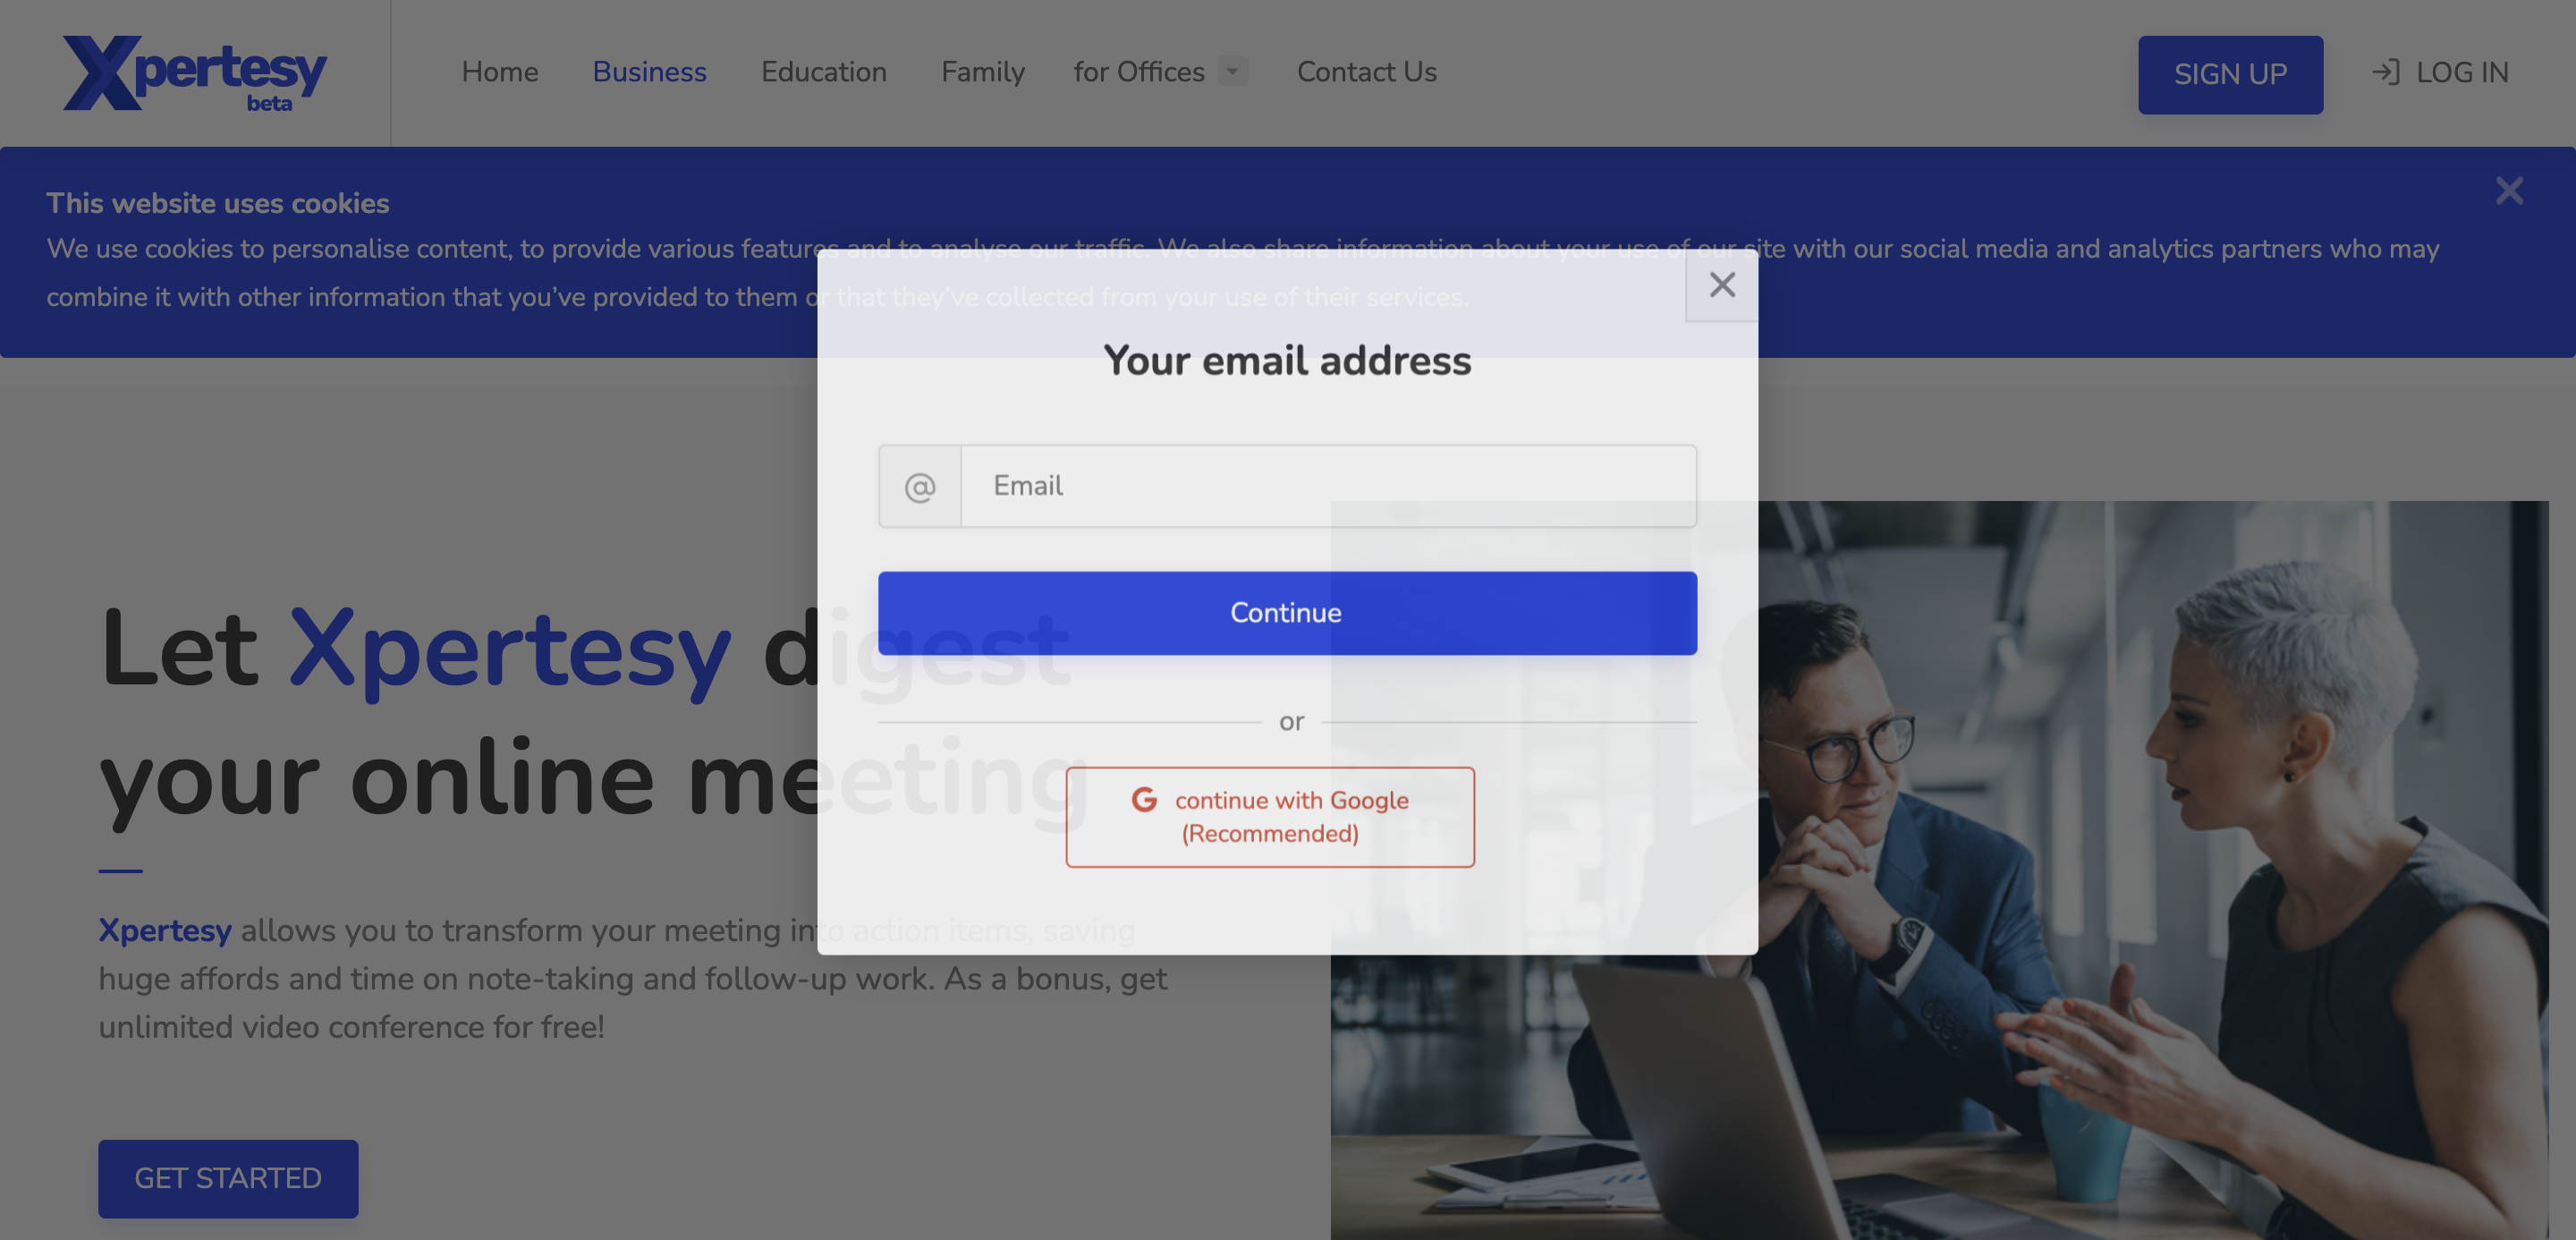 Xpertesy
beta
Home
Business
Education
Family
for Offices
Contact Us
SIGN UP
LOG IN
This website uses cookies
We use cookies to personalise content, to provide various features and to analyse our traffic. We also share information about your use of our site with our social media and analytics partners who may
combine it with other information that you've provided to them or that they've collected from your use of their services.
Your email address
@ Email
Continue
or
G continue with Google
(Recommended)
Let Xpertesy digest
your online meeting
Xpertesy allows you to transform your meeting into action items, saving
huge affords and time on note-taking and follow-up work. As a bonus, get
unlimited video conference for free!
GET STARTED